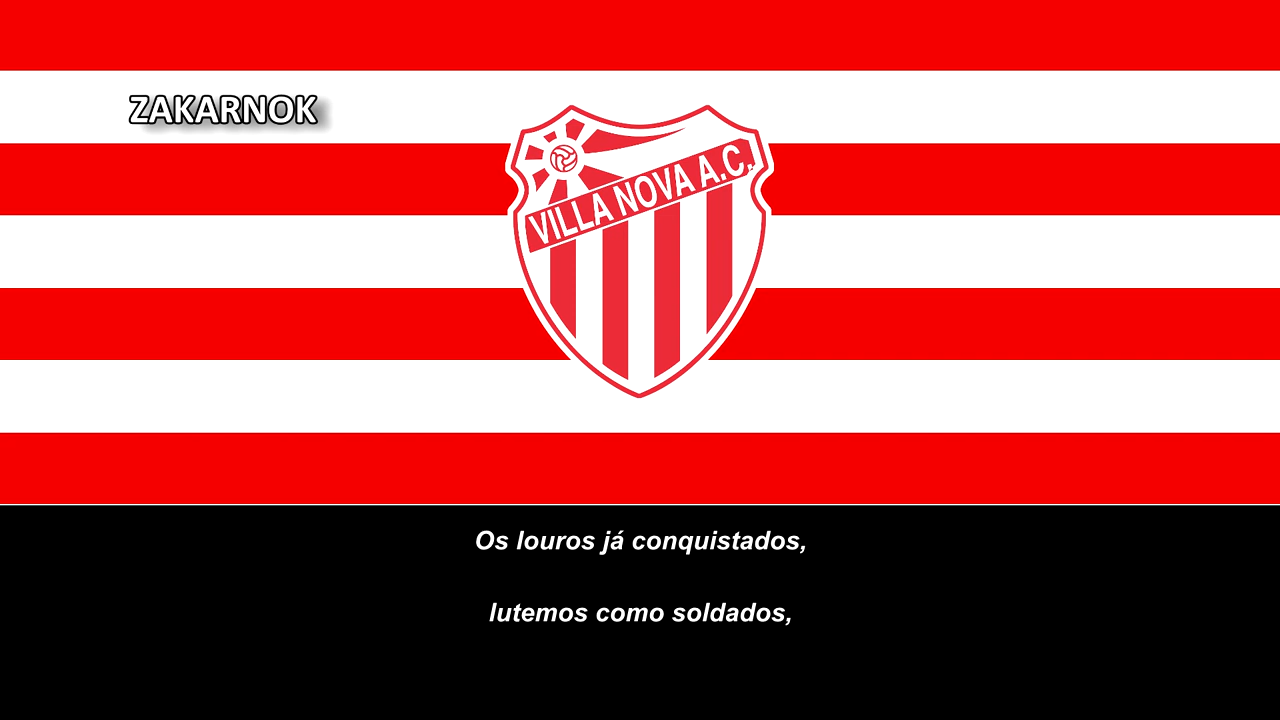 ZAKARNOK
VILLA NOVA A.C.
Os louros já conquistados,
lutemos como soldados,